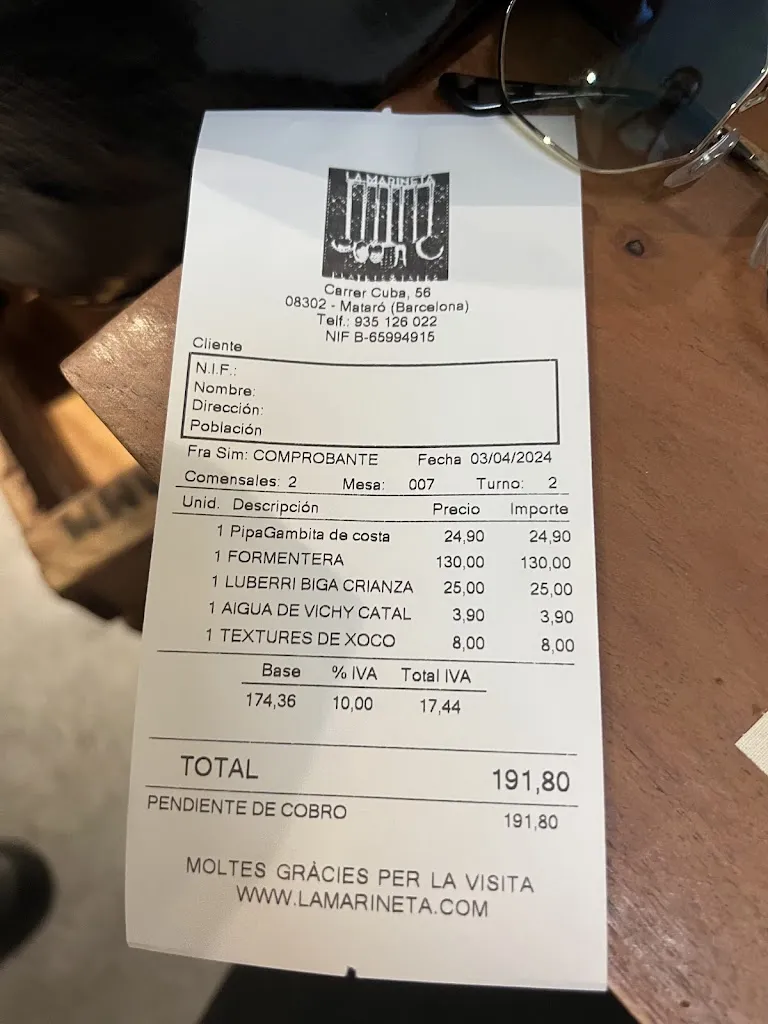 LA MARINETA
Carrer Cuba, 56
08302 - Mataró (Barcelona)
Telf.: 935 126 022
NIF B-65994915
Cliente
N.I.F.:
Nombre:
Dirección:
Población
Fra Sim: COMPROBANTE Fecha 03/04/2024
Comensales: 2 Mesa: 007 Turno: 2
Unid. Descripción Precio Importe
1 PipaGambita de costa 24,90 24,90
1 FORMENTERA 130,00 130,00
1 LUBERRI BIGA CRIANZA 25,00 25,00
1 AIGUA DE VICHY CATAL 3,90 3,90
1 TEXTURES DE XOCO 8,00 8,00
Base % IVA Total IVA
174,36 10,00 17,44
TOTAL 191,80
PENDIENTE DE COBRO 191,80
MOLTES GRÀCIES PER LA VISITA
WWW.LAMARINETA.COM